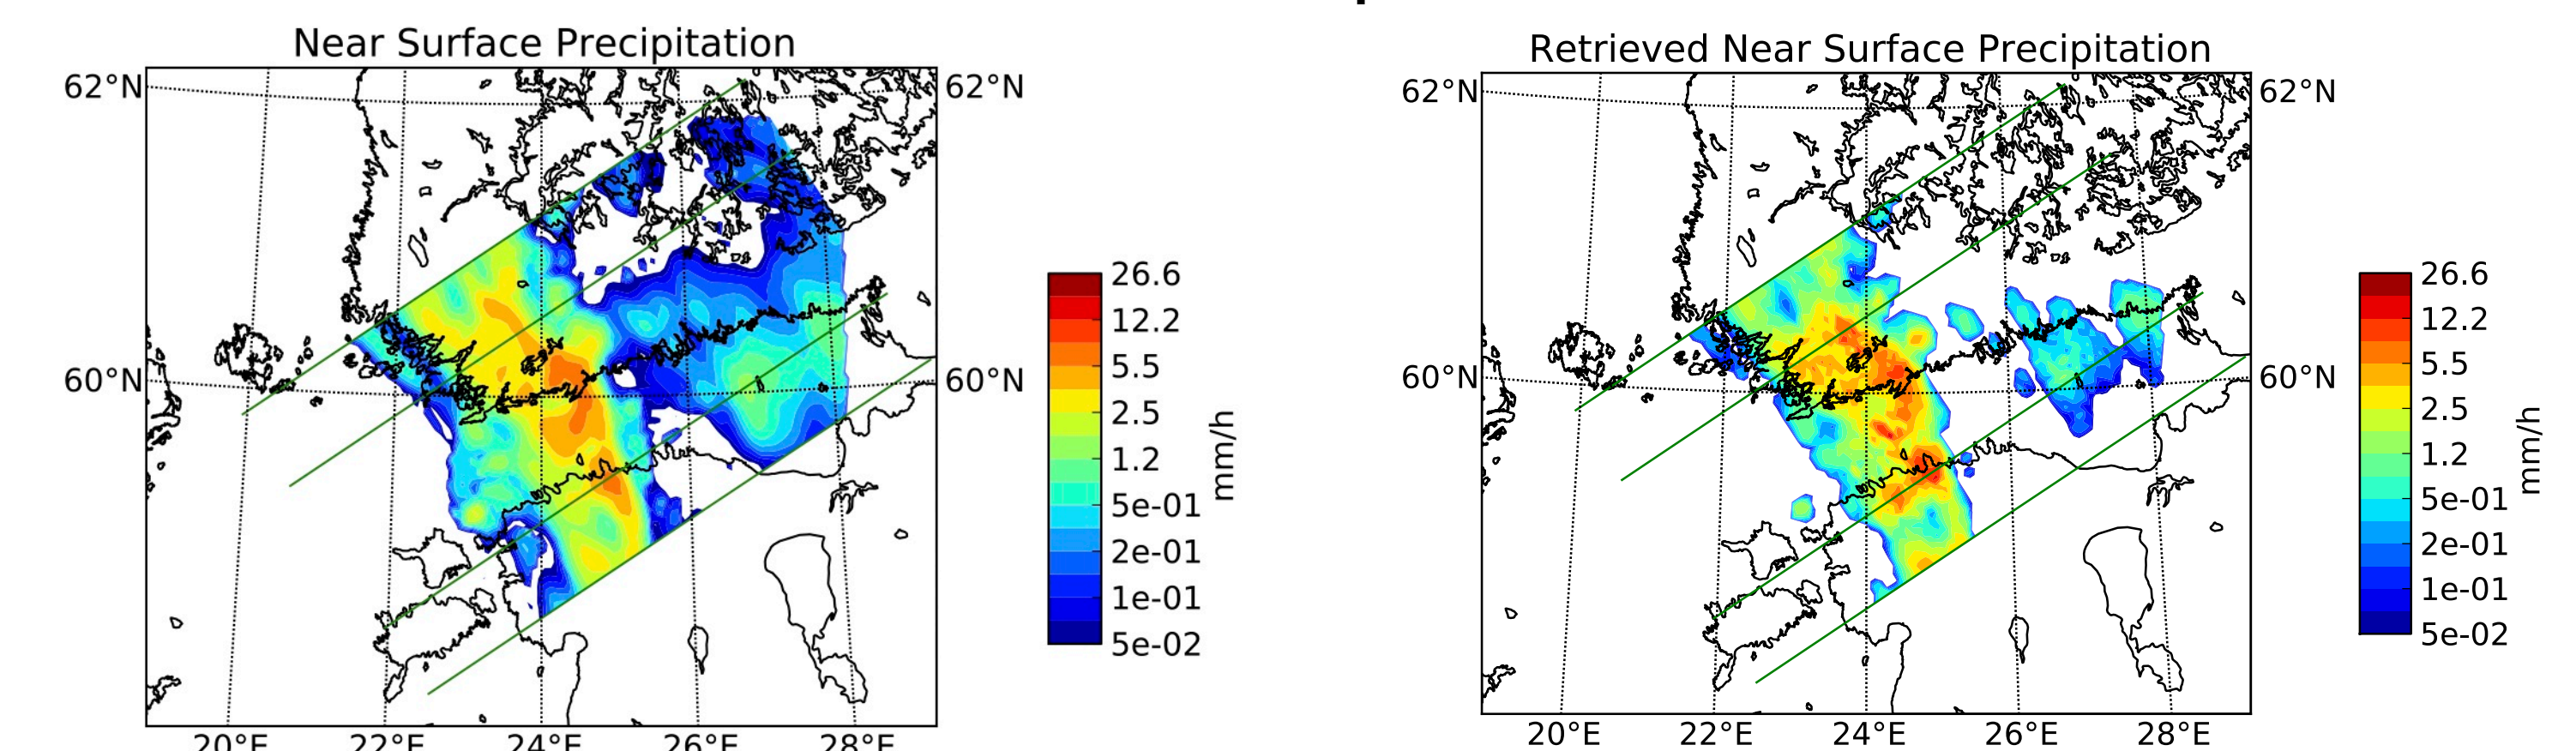 Near Surface Precipitation
62°N 62°N
60°N 60°N
20°E 22°E 24°E 26°E 28°E
26.6
12.2
5.5
2.5
1.2
5e-01
2e-01
1e-01
5e-02
mm/h
Retrieved Near Surface Precipitation
62°N 62°N
60°N 60°N
20°E 22°E 24°E 26°E 28°E
26.6
12.2
5.5
2.5
1.2
5e-01
2e-01
1e-01
5e-02
mm/h